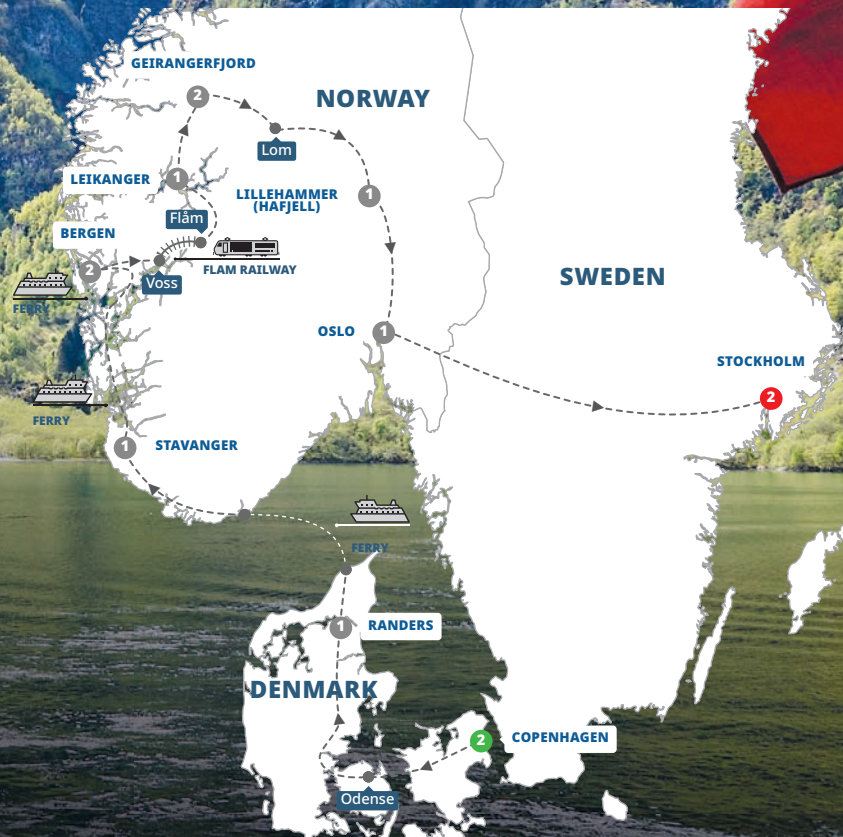 GEIRANGERFJORD
2
NORWAY
Lom
LEIKANGER
1
LILLEHAMMER
(HAFJELL)
1
Flåm
BERGEN
2
FLAM RAILWAY
Voss
FERRY
SWEDEN
OSLO
1
STOCKHOLM
2
FERRY
1
STAVANGER
FERRY
1
RANDERS
DENMARK
2
COPENHAGEN
Odense